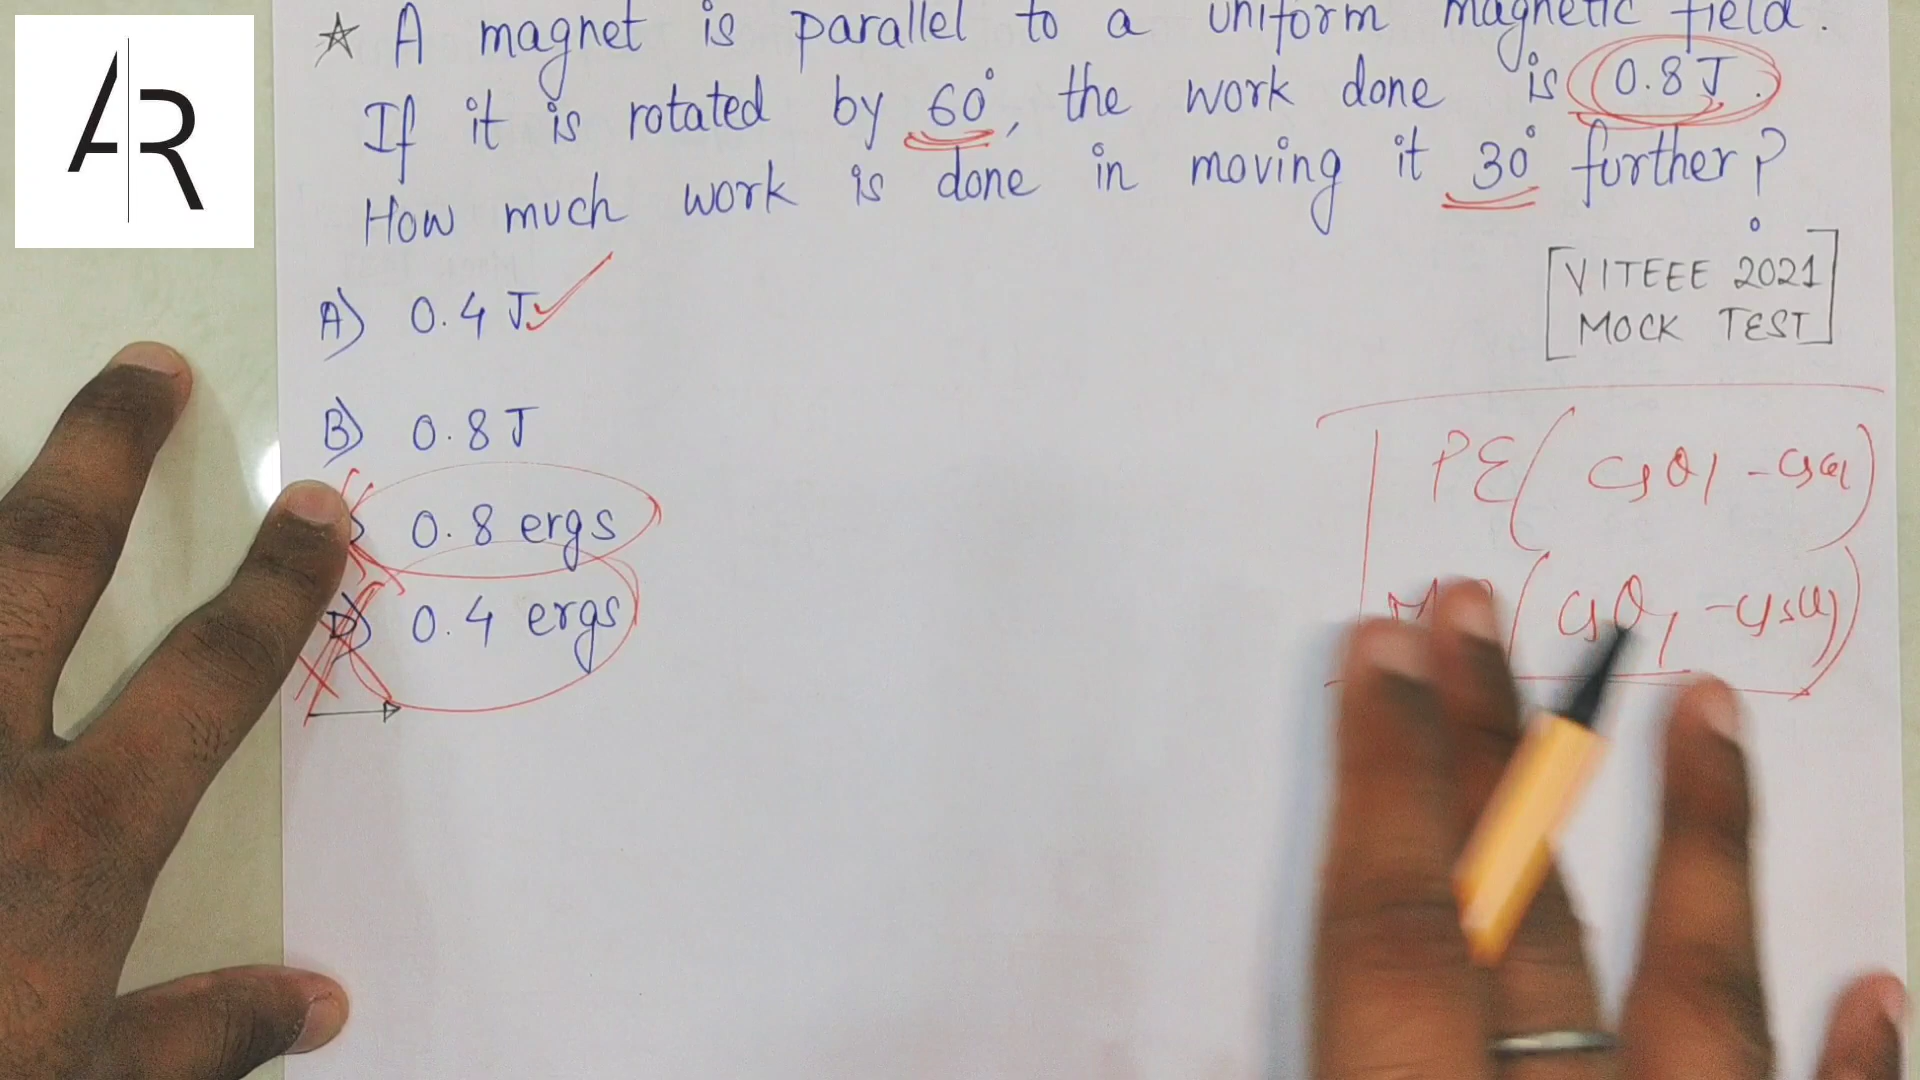 AR
☆ A magnet is parallel to a uniform magnetic field.
If it is rotated by 60°, the work done is 0.8 J.
How much work is done in moving it 30° further?
[VITEEE 2021
MOCK TEST]
A) 0.4 J ✓
B) 0.8 J
0.8 ergs
D) 0.4 ergs
PE(